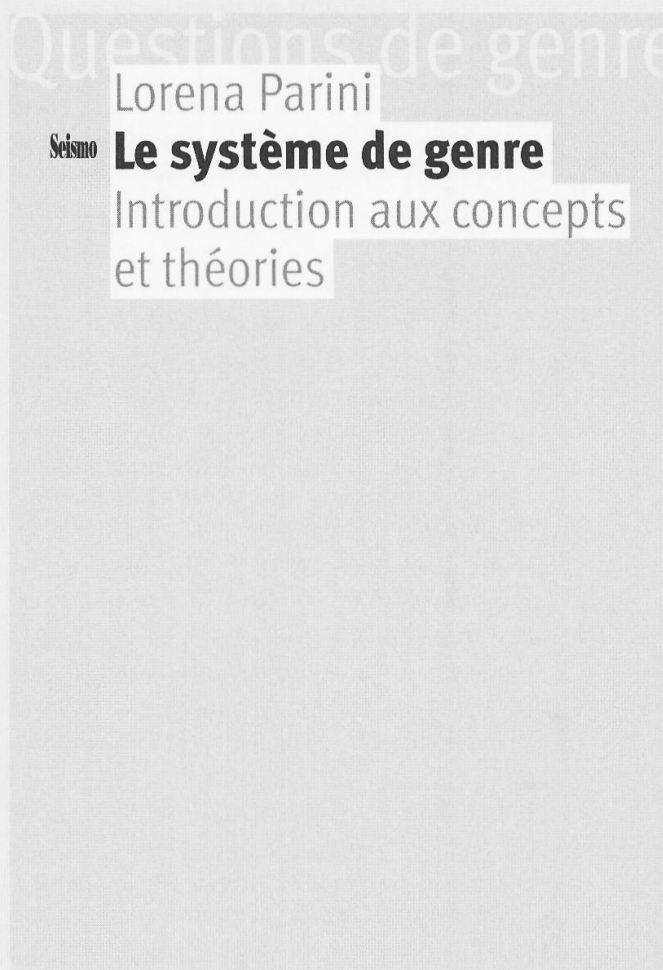 Questions de genre
Lorena Parini
Seismo
Le système de genre
Introduction aux concepts
et théories